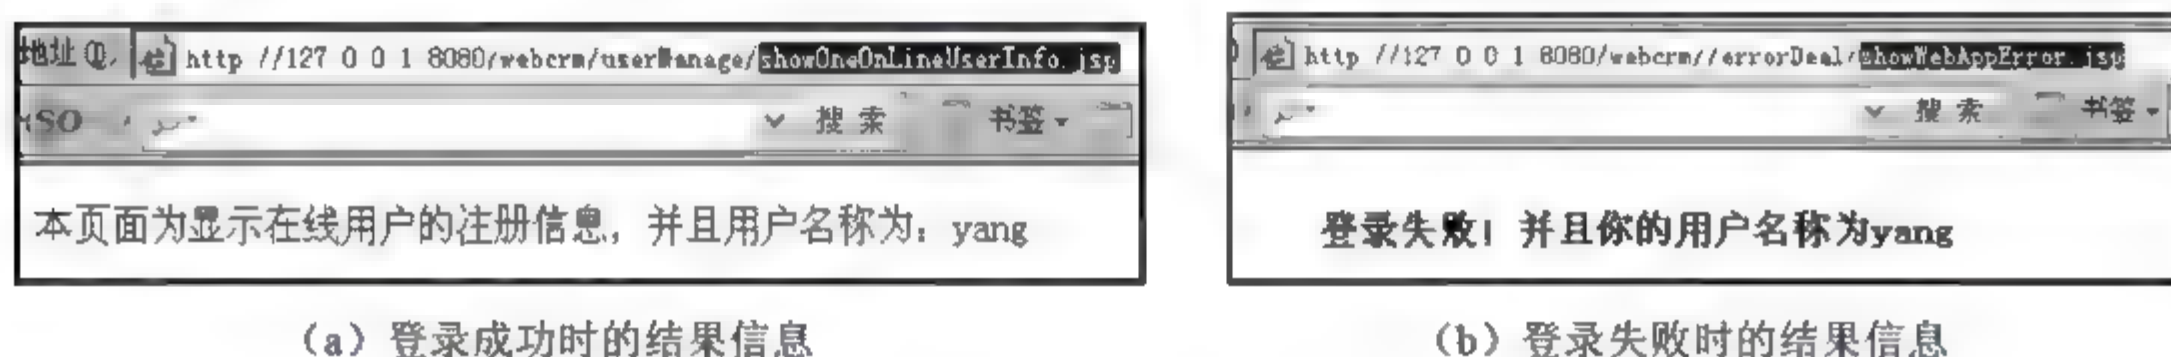 地址 http //127 0 0 1 8080/webcrm/userManage/showOneOnLineUserInfo.jsp
SO 搜索 书签
本页面为显示在线用户的注册信息，并且用户名称为：yang
(a) 登录成功时的结果信息
http //127 0 0 1 8080/webcrm//errorDeal/showWebAppError.jsp
搜索 书签
登录失败！并且你的用户名称为yang
(b) 登录失败时的结果信息